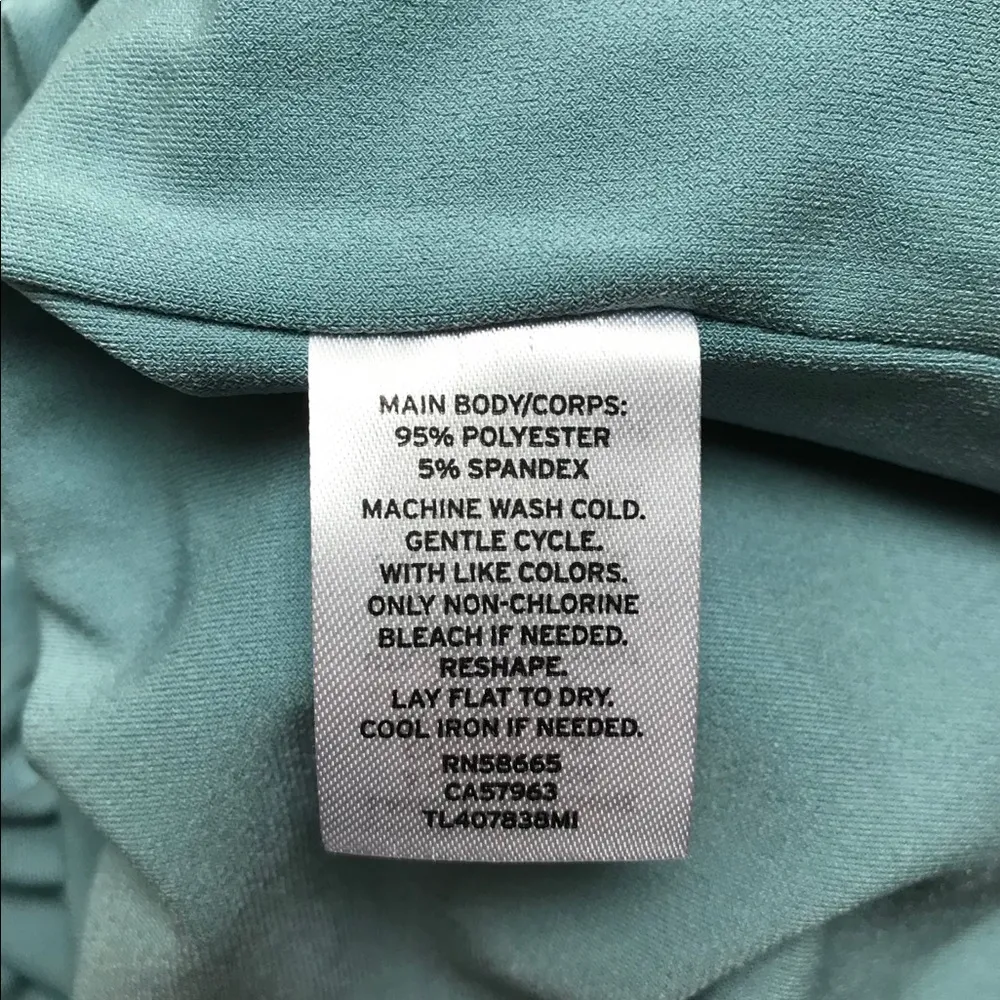 MAIN BODY/CORPS:
95% POLYESTER
5% SPANDEX
MACHINE WASH COLD.
GENTLE CYCLE.
WITH LIKE COLORS.
ONLY NON-CHLORINE
BLEACH IF NEEDED.
RESHAPE.
LAY FLAT TO DRY.
COOL IRON IF NEEDED.
RN58665
CA57963
TL407838MI